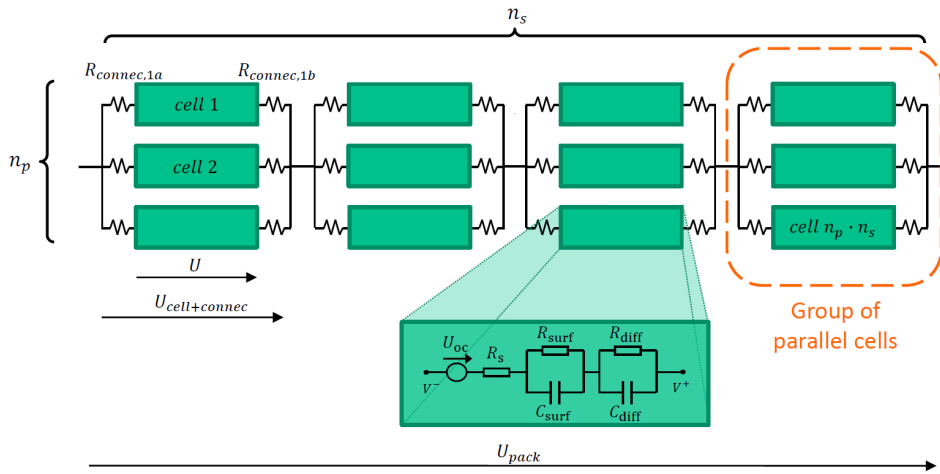 n_s
R_connec,1a
R_connec,1b
cell 1
n_p
cell 2
cell n_p · n_s
U
U_cell+connec
Group of
parallel cells
U_oc
R_s
R_surf
R_diff
V^-
V^+
C_surf
C_diff
U_pack